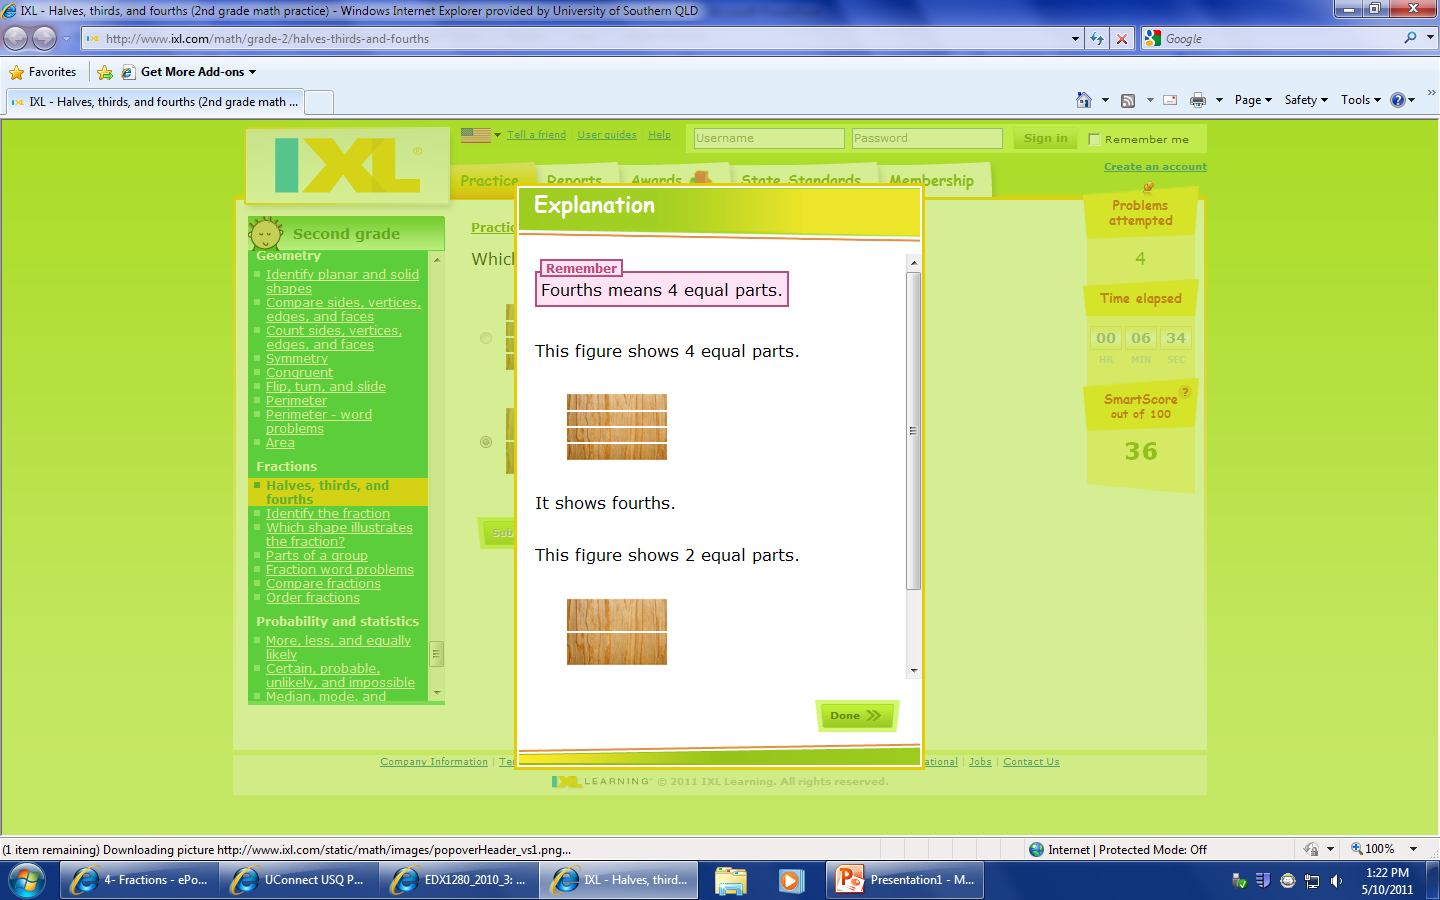 IXL - Halves, thirds, and fourths (2nd grade math practice) - Windows Internet Explorer provided by University of Southern QLD
http://www.ixl.com/math/grade-2/halves-thirds-and-fourths
Google
Favorites
Get More Add-ons
IXL - Halves, thirds, and fourths (2nd grade math ...
Page Safety Tools
IXL®
Tell a friend | User guides | Help
Username Password Sign in Remember me
Create an account
Practice Reports Awards State Standards Membership
Second grade
Geometry
Identify planar and solid
shapes
Compare sides, vertices,
edges, and faces
Count sides, vertices,
edges, and faces
Symmetry
Congruent
Flip, turn, and slide
Perimeter
Perimeter - word
problems
Area
Fractions
Halves, thirds, and
fourths
Identify the fraction
Which shape illustrates
the fraction?
Parts of a group
Fraction word problems
Compare fractions
Order fractions
Probability and statistics
More, less, and equally
likely
Certain, probable,
unlikely, and impossible
Median, mode, and
Practic
Which
Sub
Explanation
Remember
Fourths means 4 equal parts.
This figure shows 4 equal parts.
It shows fourths.
This figure shows 2 equal parts.
Done
Problems
attempted
4
Time elapsed
00 06 34
HR MIN SEC
SmartScore ?
out of 100
36
Company Information | Te
ational | Jobs | Contact Us
IXL LEARNING © 2011 IXL Learning. All rights reserved.
(1 item remaining) Downloading picture http://www.ixl.com/static/math/images/popoverHeader_vs1.png...
Internet | Protected Mode: Off
100%
4- Fractions - ePo...
UConnect USQ P...
EDX1280_2010_3: ...
IXL - Halves, third...
Presentation1 - M...
1:22 PM
5/10/2011